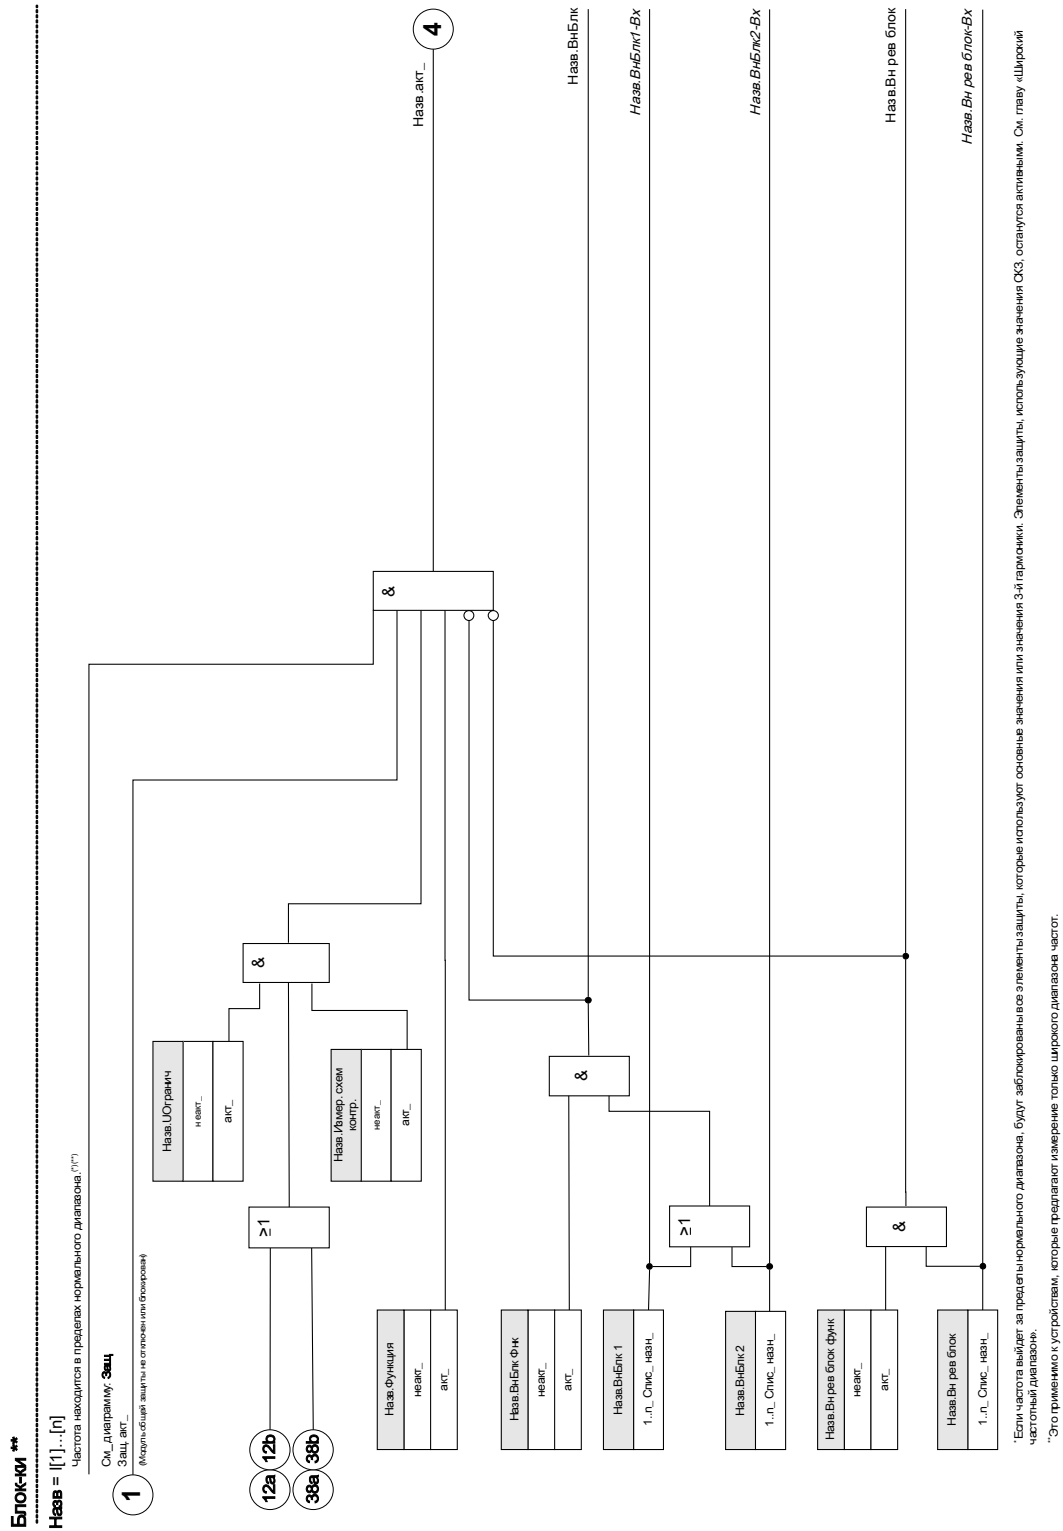 Блок-ки **
Назв = I[1]...[n]
Частота находится в пределах нормального диапазона.(*)(**)
См_ диаграмму: Защ
Защ. акт_
(Модуль общей защиты не отключен или блокирован)
1
12a
12b
38a
38b
≥1
Назв.UОгранич
неакт_
акт_
Назв.Измер. схем
контр.
неакт_
акт_
&
Назв.Функция
неакт_
акт_
&
Назв.акт_
4
Назв.ВнБлк Фнк
неакт_
акт_
&
Назв.ВнБлк
Назв.ВнБлк 1
1..n_ Спис_ назн_
Назв.ВнБлк1-Вх
≥1
Назв.ВнБлк 2
1..n_ Спис_ назн_
Назв.ВнБлк2-Вх
Назв.Вн рев блок функ
неакт_
акт_
&
Назв.Вн рев блок
Назв.Вн рев блок
1..n_ Спис_ назн_
Назв.Вн рев блок-Вх
*Если частота выйдет за пределы нормального диапазона, будут заблокированы все элементы защиты, которые используют основные значения или значения 3-й гармоники. Элементы защиты, использующие значения СКЗ, останутся активными. См. главу «Широкий
частотный диапазон».
**Это применимо к устройствам, которые предлагают измерение только широкого диапазона частот.